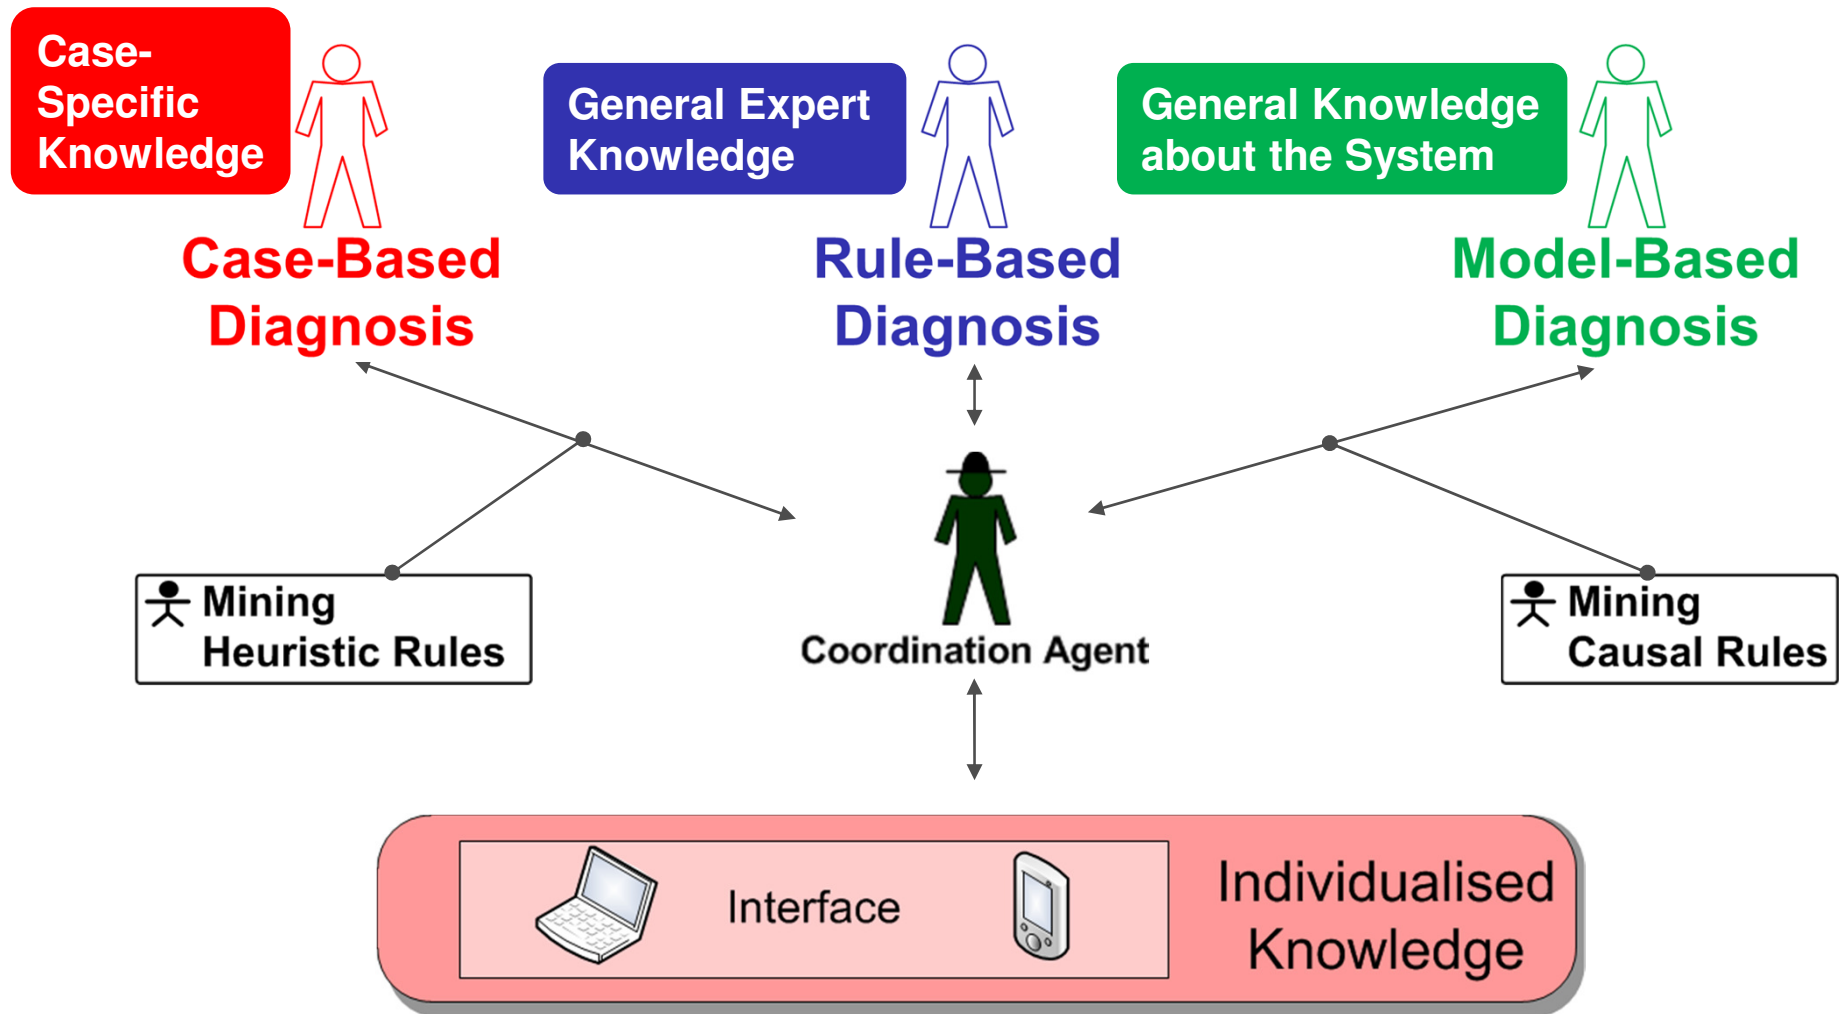 Case-
Specific
Knowledge
General Expert
Knowledge
General Knowledge
about the System
Case-Based
Diagnosis
Rule-Based
Diagnosis
Model-Based
Diagnosis
Mining
Heuristic Rules
Coordination Agent
Mining
Causal Rules
Interface
Individualised
Knowledge